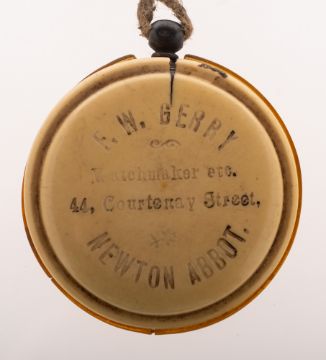 F. W. GERRY
Watchmaker etc.
44, Courtenay Street,
NEWTON ABBOT.